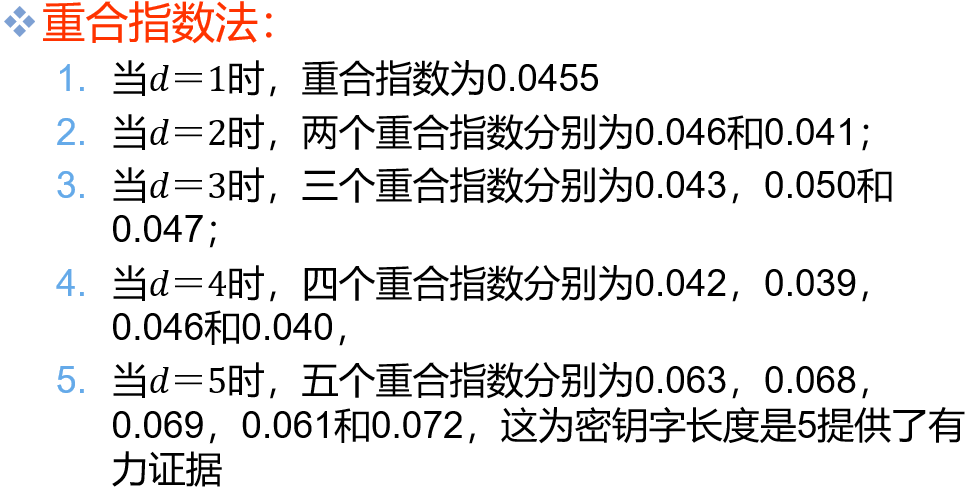 ❖重合指数法：
1. 当d＝1时，重合指数为0.0455
2. 当d＝2时，两个重合指数分别为0.046和0.041；
3. 当d＝3时，三个重合指数分别为0.043，0.050和
0.047；
4. 当d＝4时，四个重合指数分别为0.042，0.039，
0.046和0.040，
5. 当d＝5时，五个重合指数分别为0.063，0.068，
0.069，0.061和0.072，这为密钥字长度是5提供了有
力证据